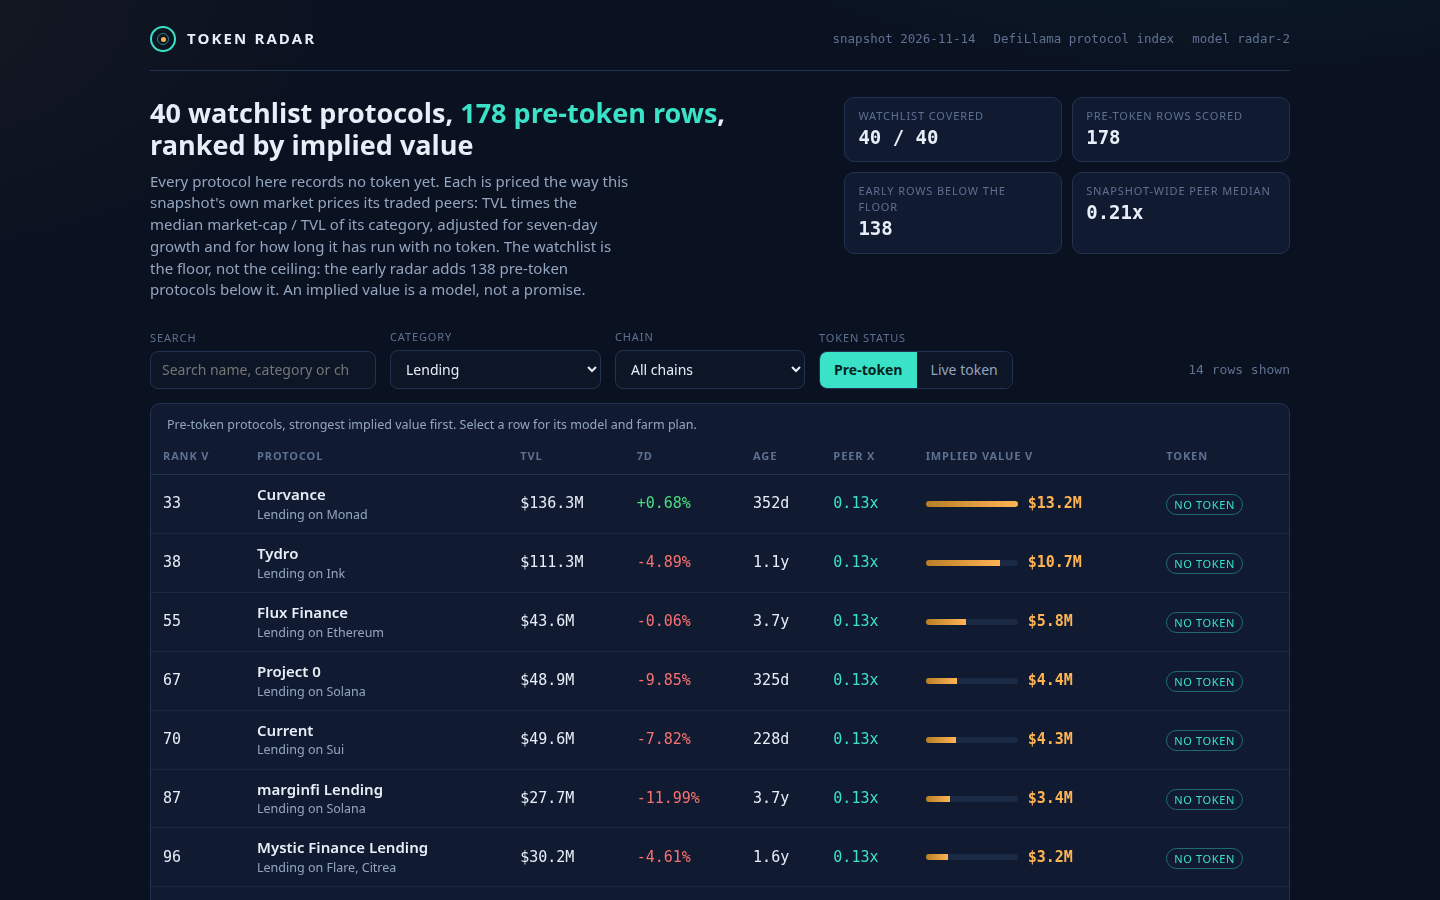 TOKEN RADAR
snapshot 2026-11-14 DefiLlama protocol index model radar-2
40 watchlist protocols, 178 pre-token rows,
ranked by implied value
Every protocol here records no token yet. Each is priced the way this
snapshot's own market prices its traded peers: TVL times the
median market-cap / TVL of its category, adjusted for seven-day
growth and for how long it has run with no token. The watchlist is
the floor, not the ceiling: the early radar adds 138 pre-token
protocols below it. An implied value is a model, not a promise.
WATCHLIST COVERED
40 / 40
PRE-TOKEN ROWS SCORED
178
EARLY ROWS BELOW THE
FLOOR
138
SNAPSHOT-WIDE PEER MEDIAN
0.21x
SEARCH CATEGORY CHAIN TOKEN STATUS
Search name, category or ch Lending All chains Pre-token Live token 14 rows shown
Pre-token protocols, strongest implied value first. Select a row for its model and farm plan.
RANK V PROTOCOL TVL 7D AGE PEER X IMPLIED VALUE V TOKEN
33 Curvance $136.3M +0.68% 352d 0.13x $13.2M NO TOKEN
Lending on Monad
38 Tydro $111.3M -4.89% 1.1y 0.13x $10.7M NO TOKEN
Lending on Ink
55 Flux Finance $43.6M -0.06% 3.7y 0.13x $5.8M NO TOKEN
Lending on Ethereum
67 Project 0 $48.9M -9.85% 325d 0.13x $4.4M NO TOKEN
Lending on Solana
70 Current $49.6M -7.82% 228d 0.13x $4.3M NO TOKEN
Lending on Sui
87 marginfi Lending $27.7M -11.99% 3.7y 0.13x $3.4M NO TOKEN
Lending on Solana
96 Mystic Finance Lending $30.2M -4.61% 1.6y 0.13x $3.2M NO TOKEN
Lending on Flare, Citrea